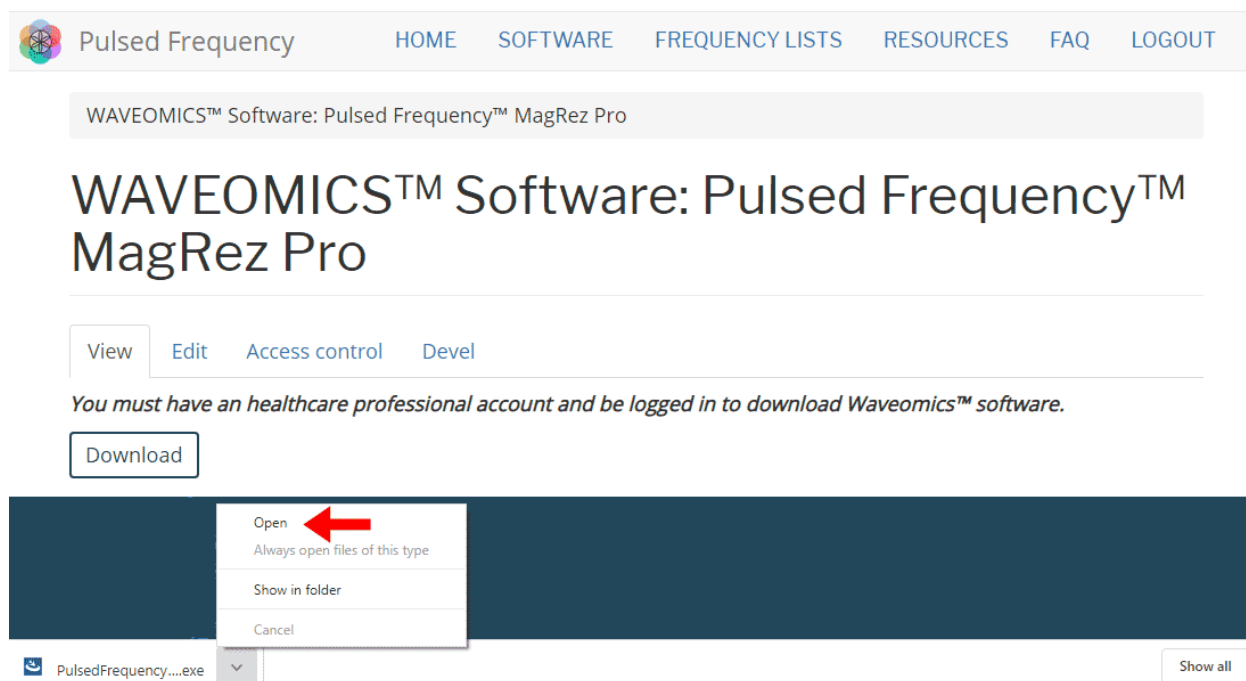 Pulsed Frequency HOME SOFTWARE FREQUENCY LISTS RESOURCES FAQ LOGOUT
WAVEOMICS™ Software: Pulsed Frequency™ MagRez Pro
WAVEOMICS™ Software: Pulsed Frequency™
MagRez Pro
View Edit Access control Devel
You must have an healthcare professional account and be logged in to download Waveomics™ software.
Download
Open
Always open files of this type
Show in folder
Cancel
PulsedFrequency....exe Show all